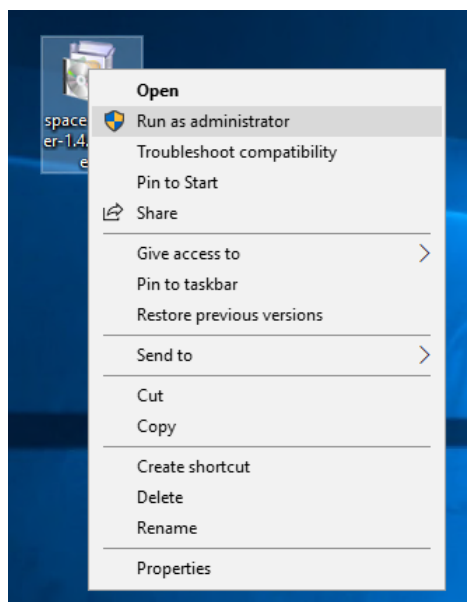 Open
space
Run as administrator
er-1.4.
Troubleshoot compatibility
e
Pin to Start
Share
Give access to
Pin to taskbar
Restore previous versions
Send to
Cut
Copy
Create shortcut
Delete
Rename
Properties